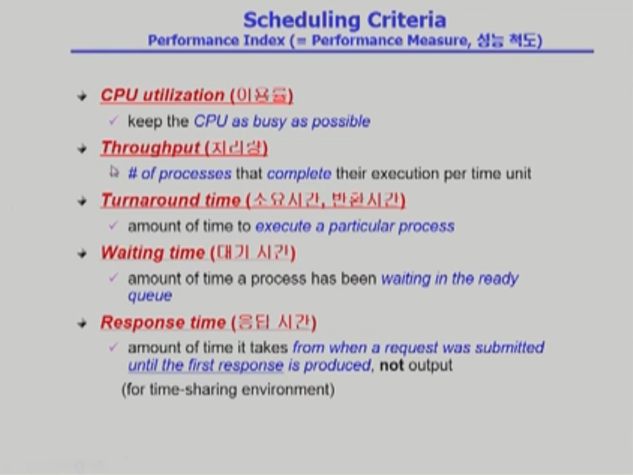 Scheduling Criteria
Performance Index (= Performance Measure, 성능 척도)
CPU utilization (이용률)
keep the CPU as busy as possible
Throughput (처리량)
# of processes that complete their execution per time unit
Turnaround time (소요시간, 반환시간)
amount of time to execute a particular process
Waiting time (대기 시간)
amount of time a process has been waiting in the ready
queue
Response time (응답 시간)
amount of time it takes from when a request was submitted
until the first response is produced, not output
(for time-sharing environment)